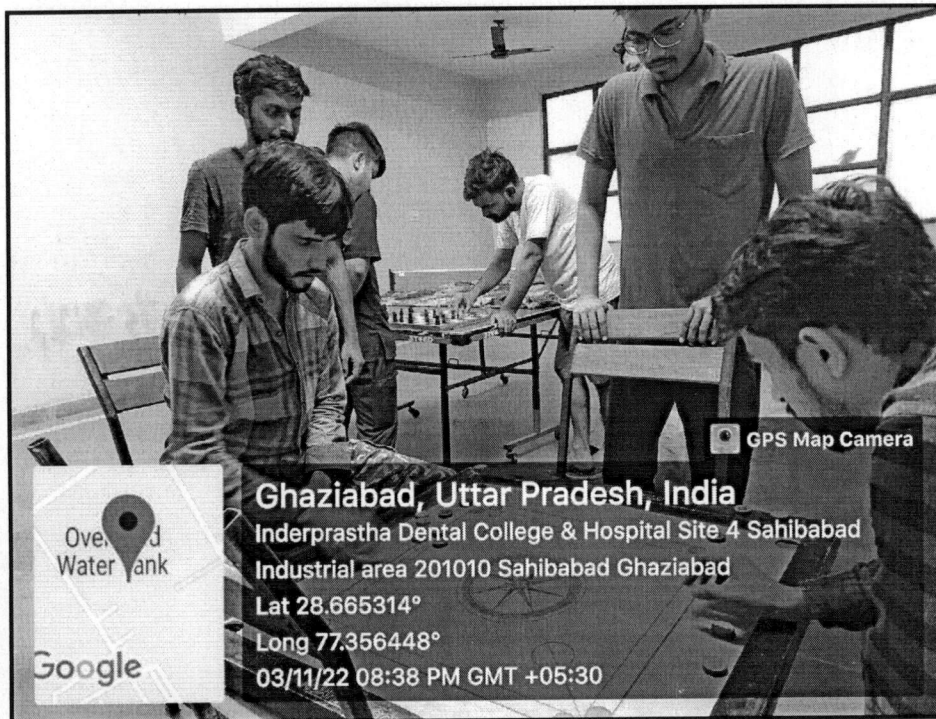 GPS Map Camera
Ghaziabad, Uttar Pradesh, India
Inderprastha Dental College & Hospital Site 4 Sahibabad
Industrial area 201010 Sahibabad Ghaziabad
Lat 28.665314°
Long 77.356448°
03/11/22 08:38 PM GMT +05:30
Water
Google